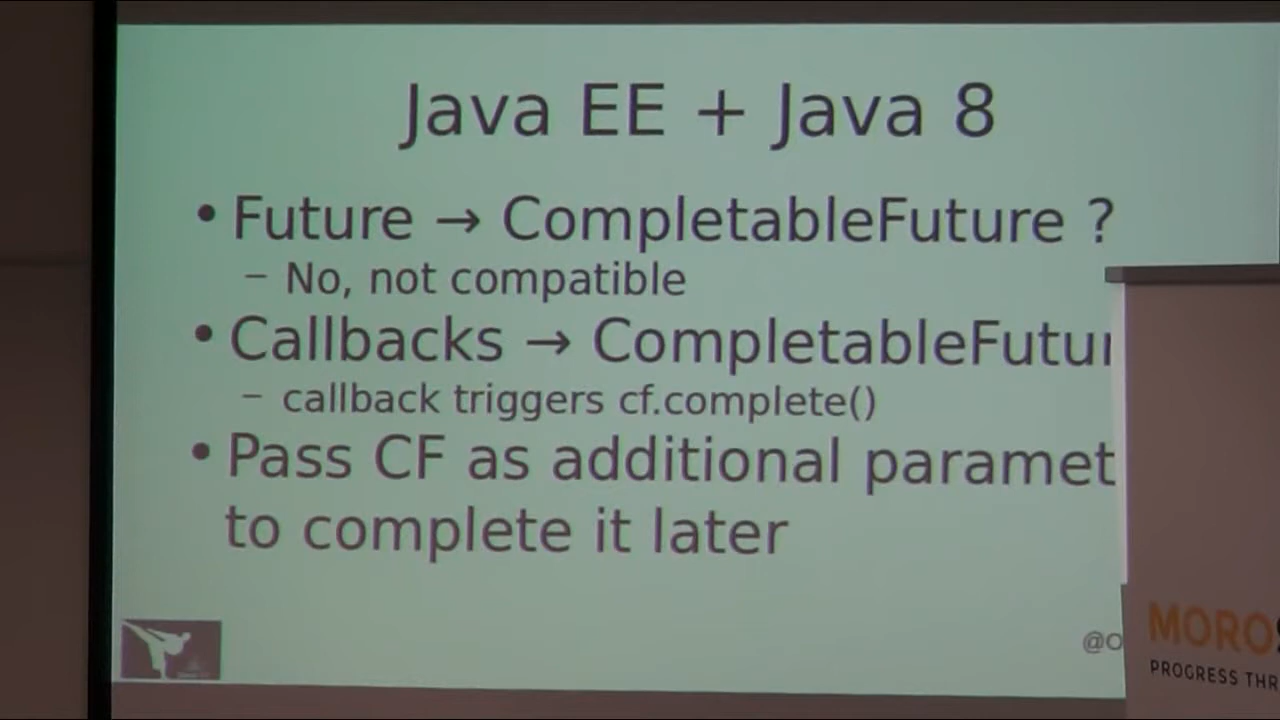 Java EE + Java 8
• Future → CompletableFuture ?
– No, not compatible
• Callbacks → CompletableFutur
– callback triggers cf.complete()
• Pass CF as additional paramet
to complete it later
@O
MORO
PROGRESS THR